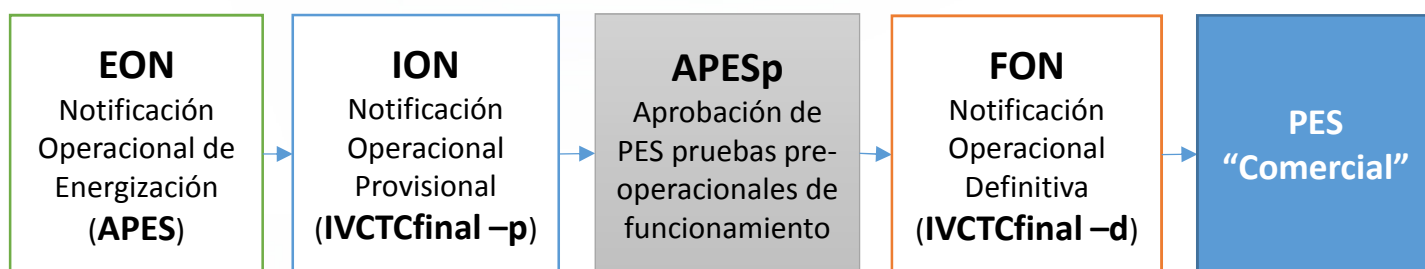 EON
Notificación
Operacional de
Energización
(APES)
ION
Notificación
Operacional
Provisional
(IVCTCfinal –p)
APESp
Aprobación de
PES pruebas pre-
operacionales de
funcionamiento
FON
Notificación
Operacional
Definitiva
(IVCTCfinal –d)
PES
“Comercial”